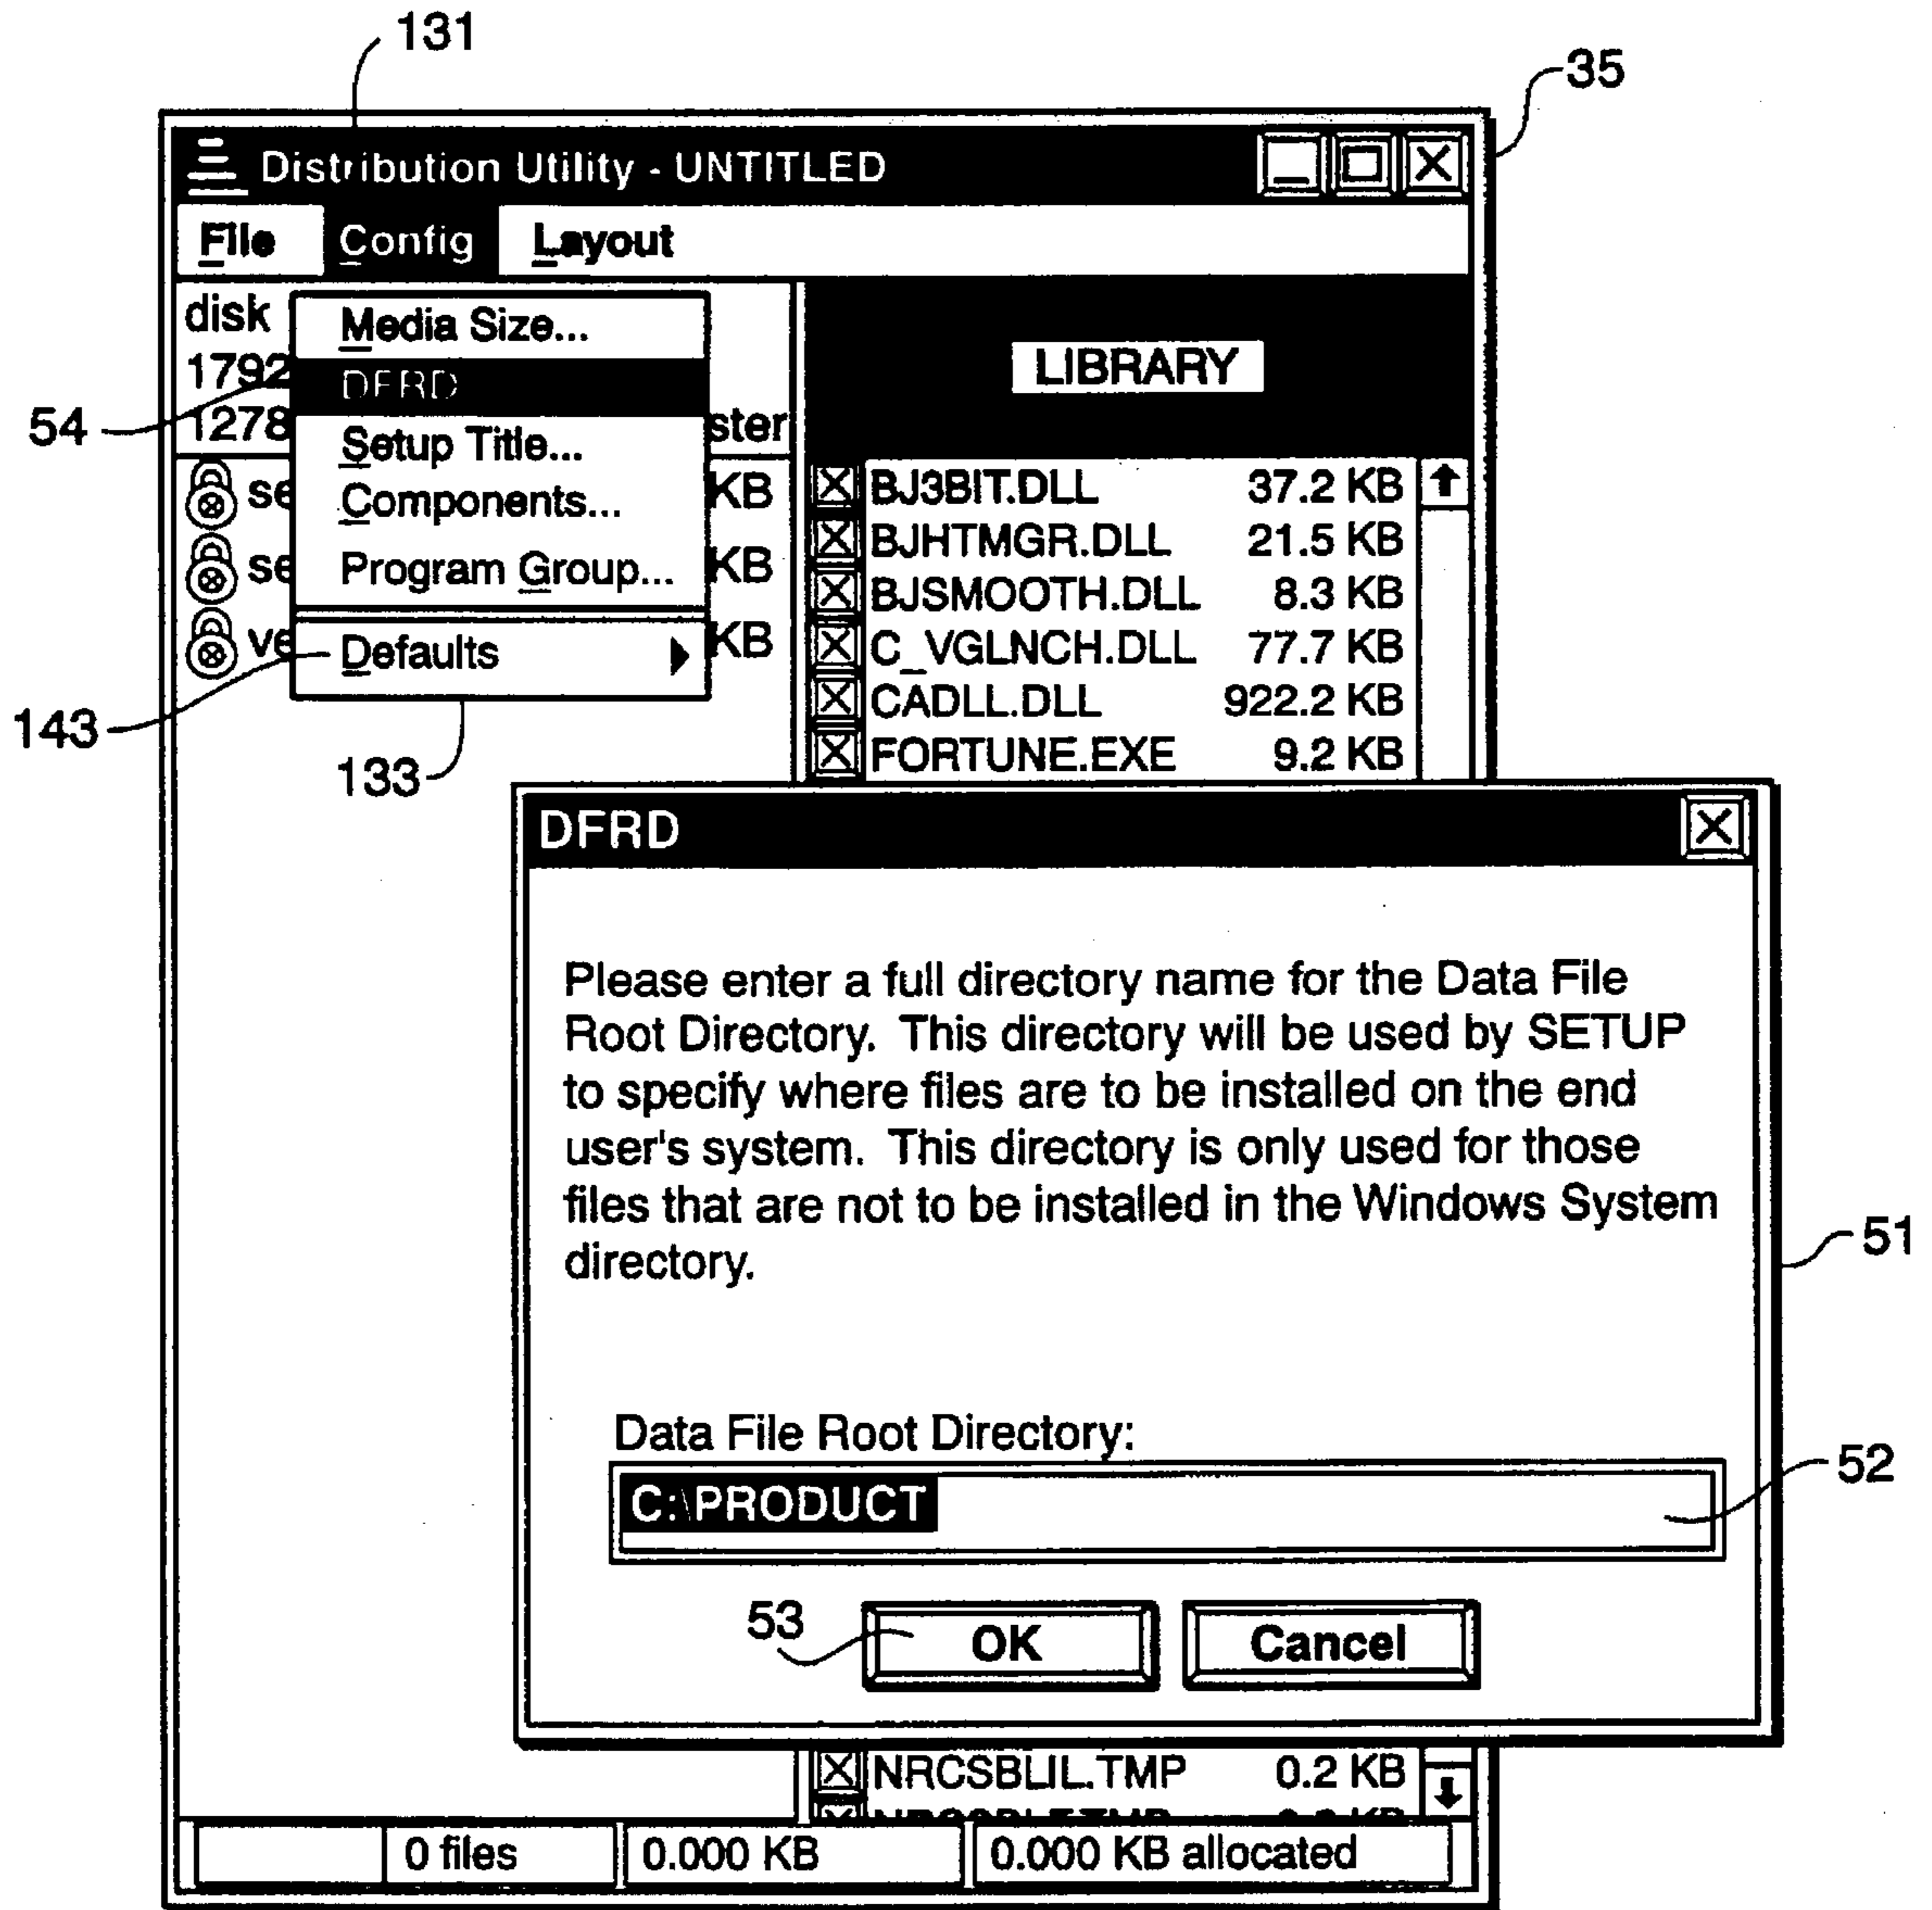 131
35
Distribution Utility - UNTITLED
File Config Layout
disk
1792
1278
ster
54
Media Size...
DFRD
Setup Title...
Components...
Program Group...
Defaults
se KB
se KB
ve KB
143
133
LIBRARY
BJ3BIT.DLL 37.2 KB
BJHTMGR.DLL 21.5 KB
BJSMOOTH.DLL 8.3 KB
C_VGLNCH.DLL 77.7 KB
CADLL.DLL 922.2 KB
FORTUNE.EXE 9.2 KB
DFRD
Please enter a full directory name for the Data File
Root Directory. This directory will be used by SETUP
to specify where files are to be installed on the end
user's system. This directory is only used for those
files that are not to be installed in the Windows System
directory.
51
Data File Root Directory:
C:\PRODUCT
52
53
OK Cancel
NRCSBLIL.TMP 0.2 KB
0 files 0.000 KB 0.000 KB allocated